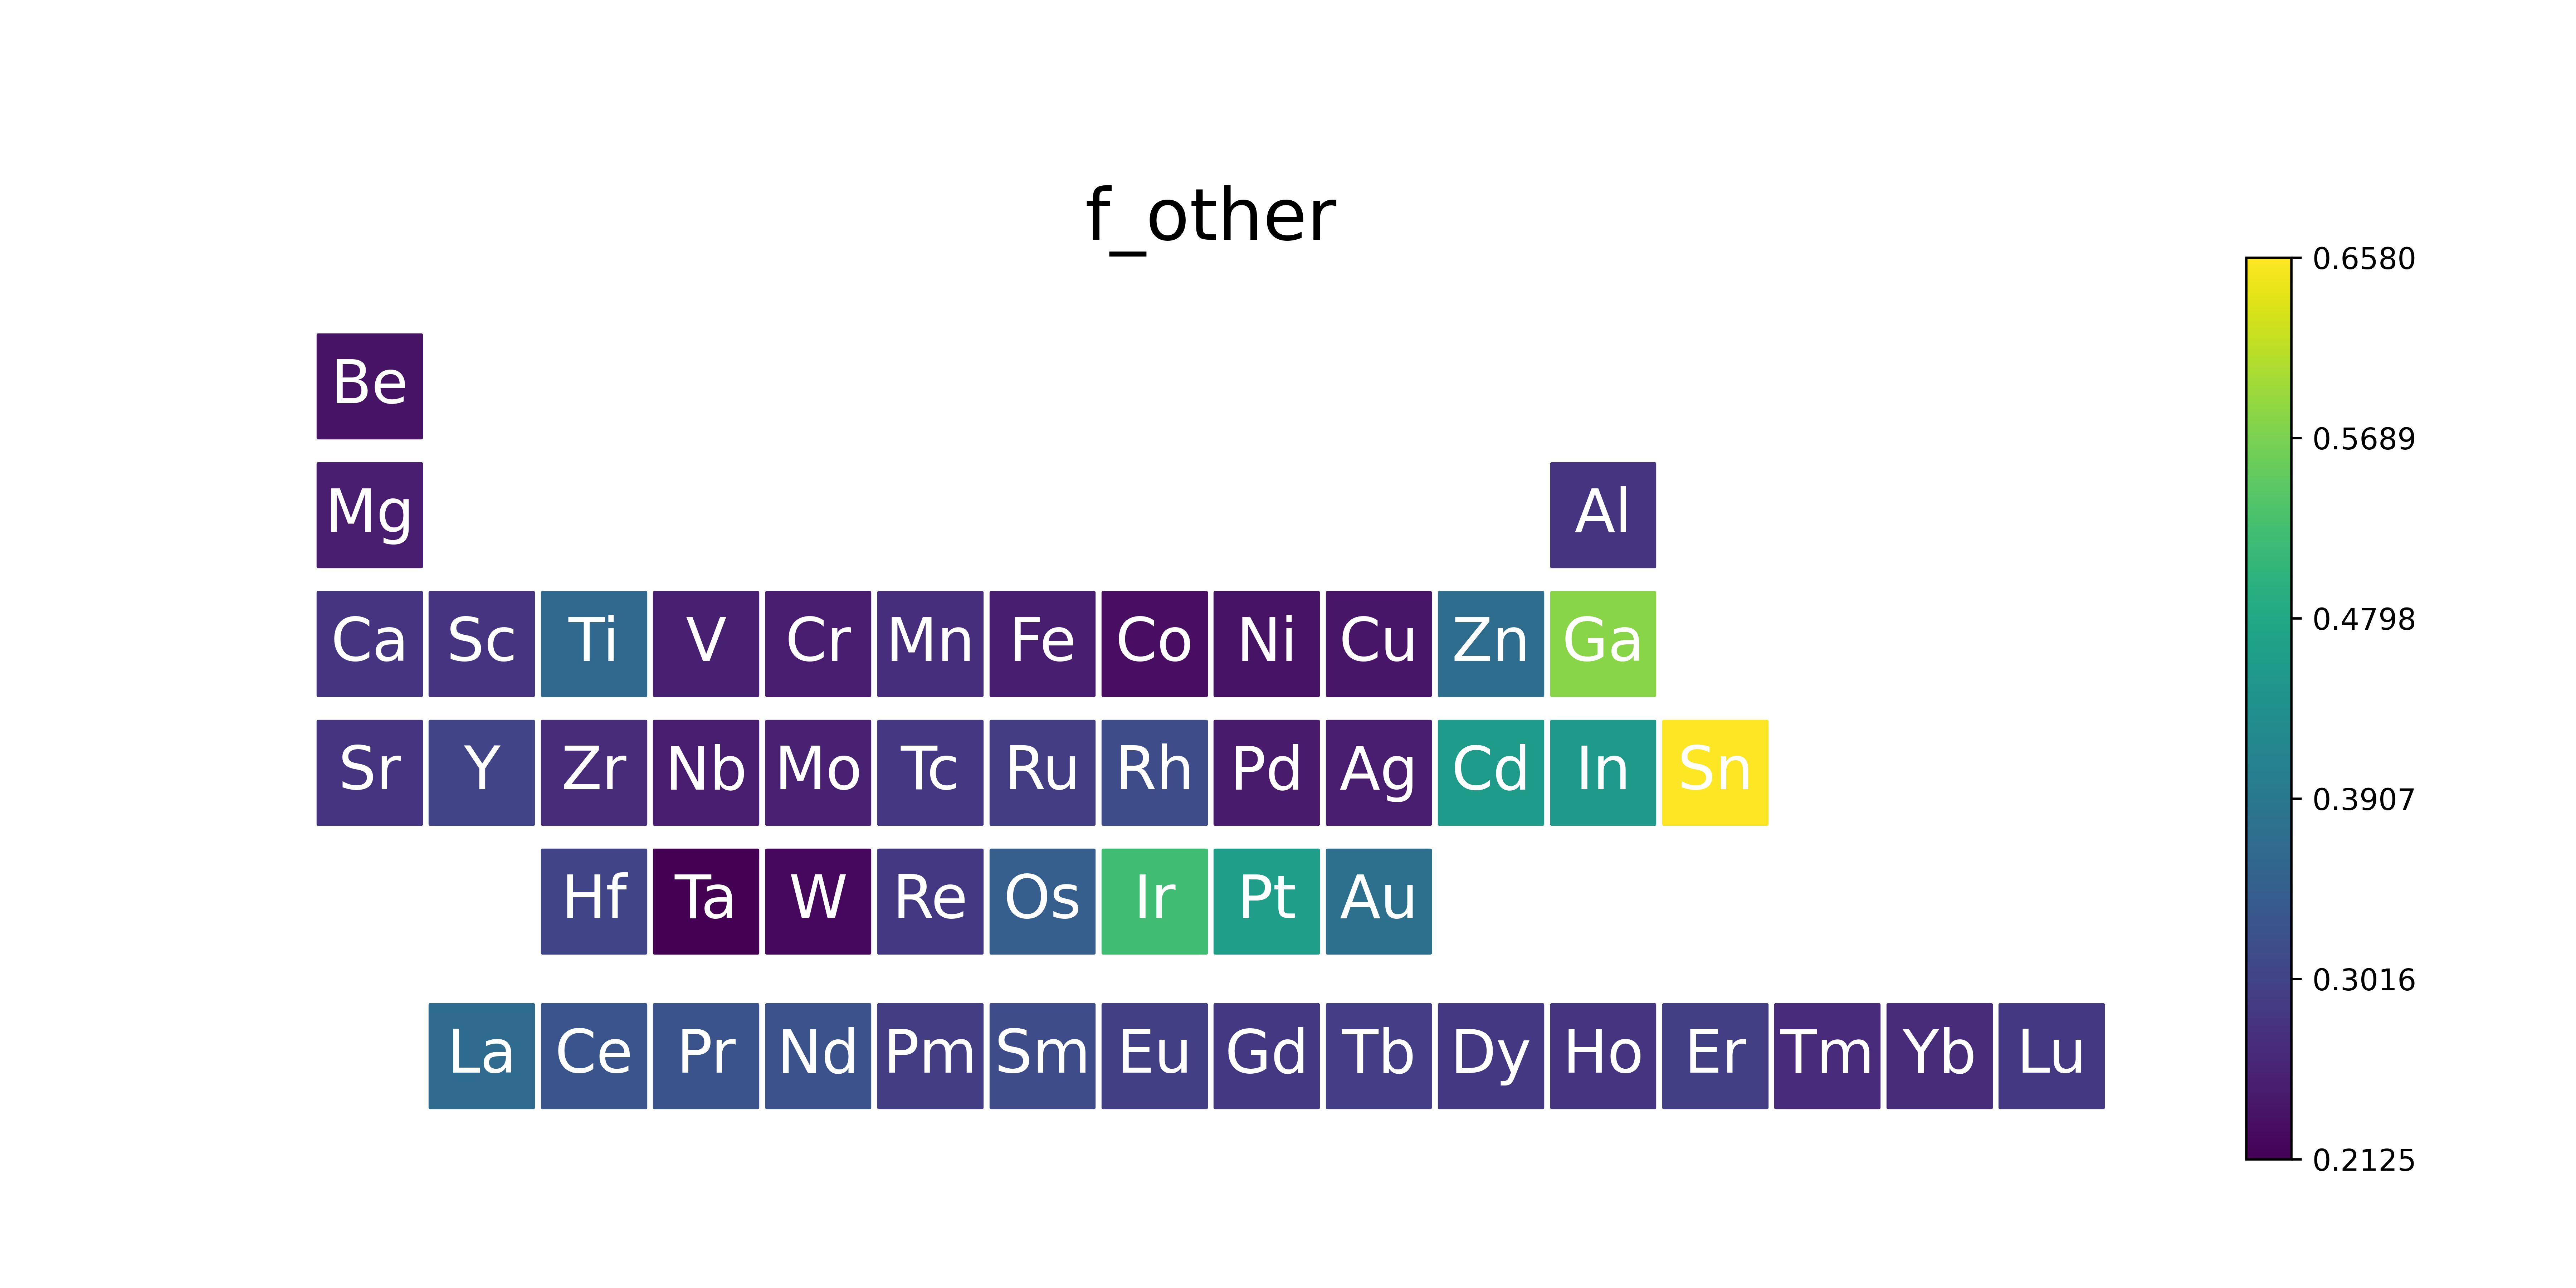 f_other
Be
Mg Al
Ca Sc Ti V Cr Mn Fe Co Ni Cu Zn Ga
Sr Y Zr Nb Mo Tc Ru Rh Pd Ag Cd In Sn
Hf Ta W Re Os Ir Pt Au
La Ce Pr Nd Pm Sm Eu Gd Tb Dy Ho Er Tm Yb Lu
0.6580
0.5689
0.4798
0.3907
0.3016
0.2125